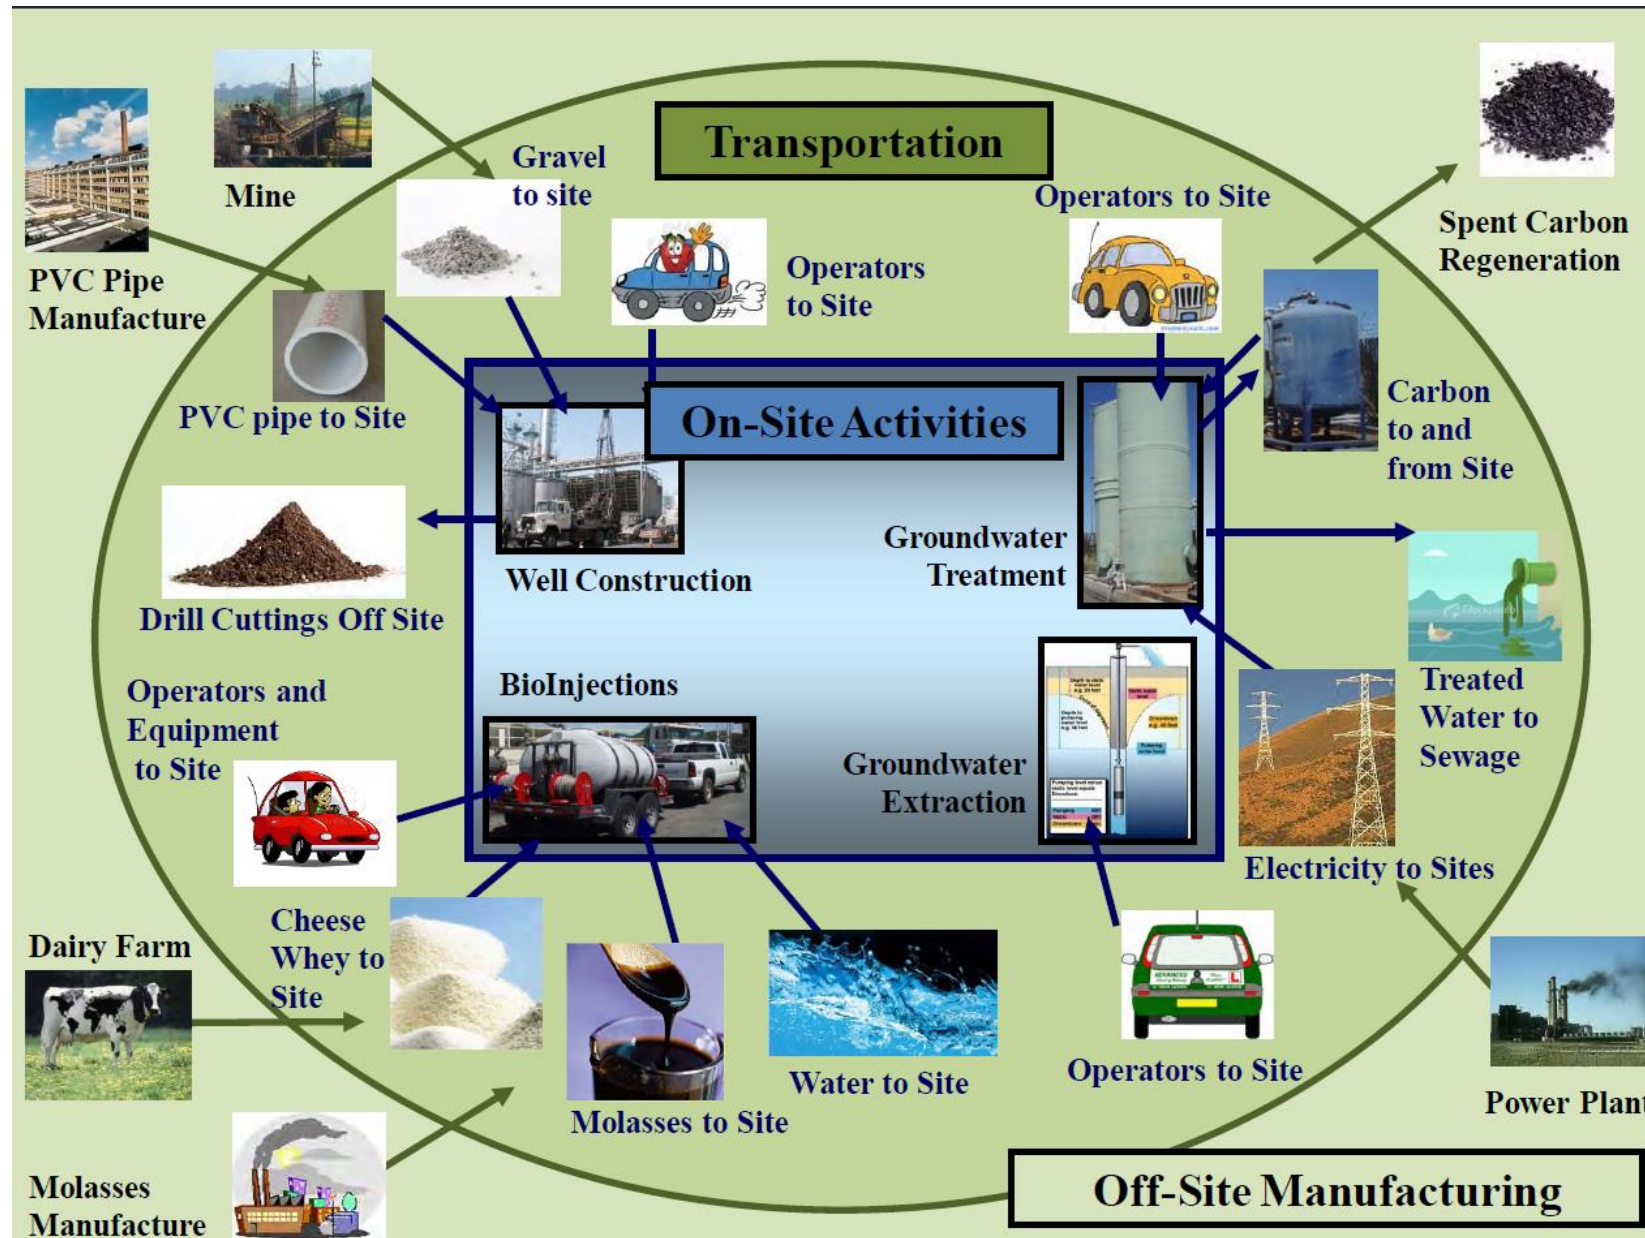 Transportation
Mine
Gravel
to site
Operators to Site
Operators
to Site
Spent Carbon
Regeneration
PVC Pipe
Manufacture
PVC pipe to Site
On-Site Activities
Carbon
to and
from Site
Groundwater
Treatment
Well Construction
Drill Cuttings Off Site
Operators and
Equipment
to Site
BioInjections
Groundwater
Extraction
Treated
Water to
Sewage
Electricity to Sites
Cheese
Whey to
Site
Dairy Farm
ADVANCED
L
Water to Site
Operators to Site
Molasses to Site
Power Plant
Molasses
Manufacture
Off-Site Manufacturing